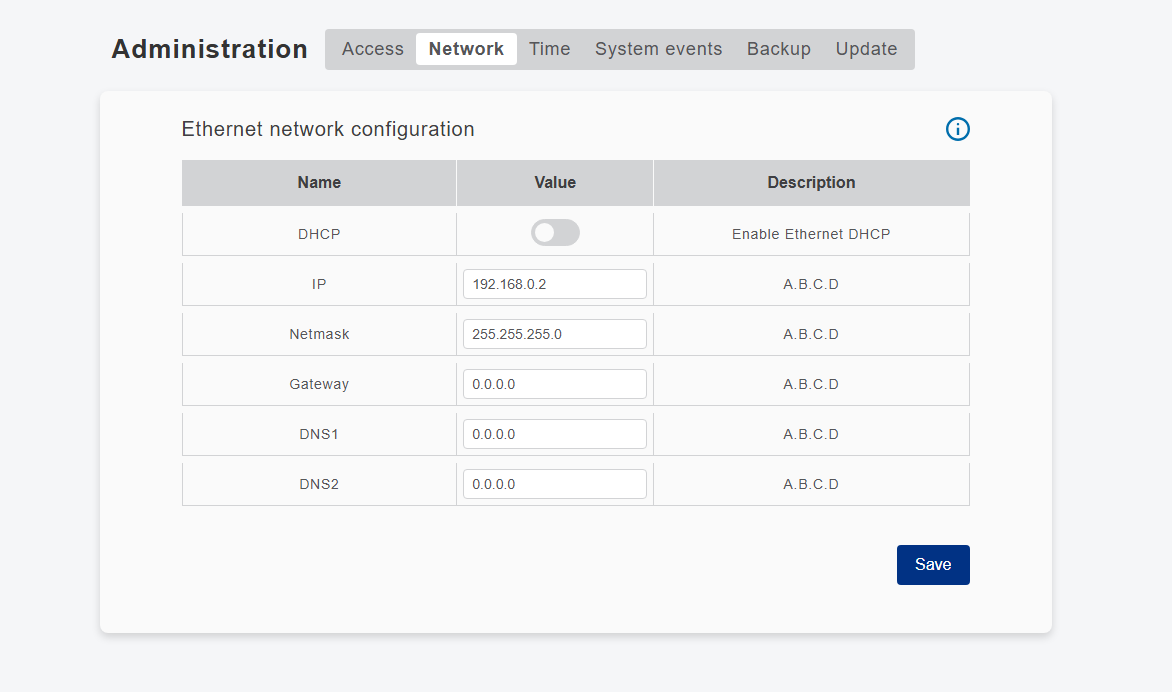 Administration Access Network Time System events Backup Update
Ethernet network configuration
Name Value Description
DHCP Enable Ethernet DHCP
IP 192.168.0.2 A.B.C.D
Netmask 255.255.255.0 A.B.C.D
Gateway 0.0.0.0 A.B.C.D
DNS1 0.0.0.0 A.B.C.D
DNS2 0.0.0.0 A.B.C.D
Save